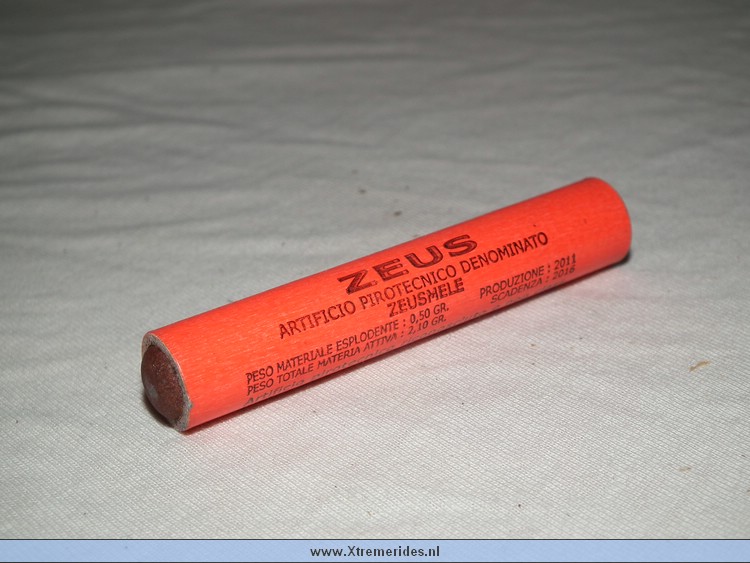 ZEUS
ARTIFICIO PIROTECNICO DENOMINATO
ZEUSMELE
PESO MATERIALE ESPLODENTE : 0,50 GR.
PESO TOTALE MATERIA ATTIVA : 2,10 GR.
PRODUZIONE : 2011
SCADENZA : 2016
www.Xtremerides.nl